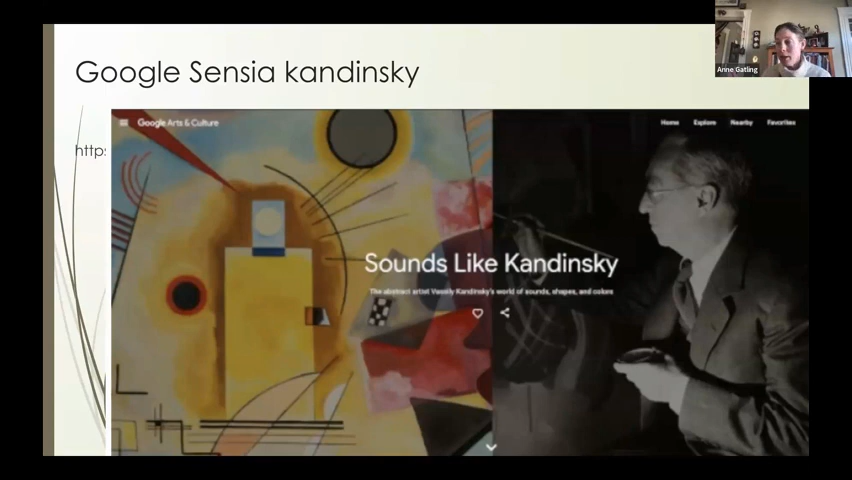 Google Sensia kandinsky
Anne Gatling
http:
Google Arts & Culture
Home Explore Nearby Favorites
Sounds Like Kandinsky
The abstract artist Vassily Kandinsky's world of sounds, shapes, and colors